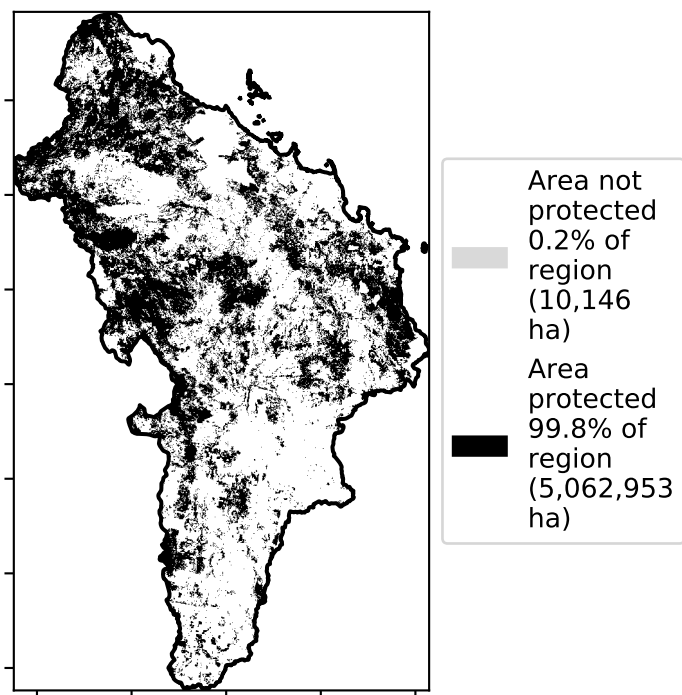 Area not
protected
0.2% of
region
(10,146
ha)
Area
protected
99.8% of
region
(5,062,953
ha)